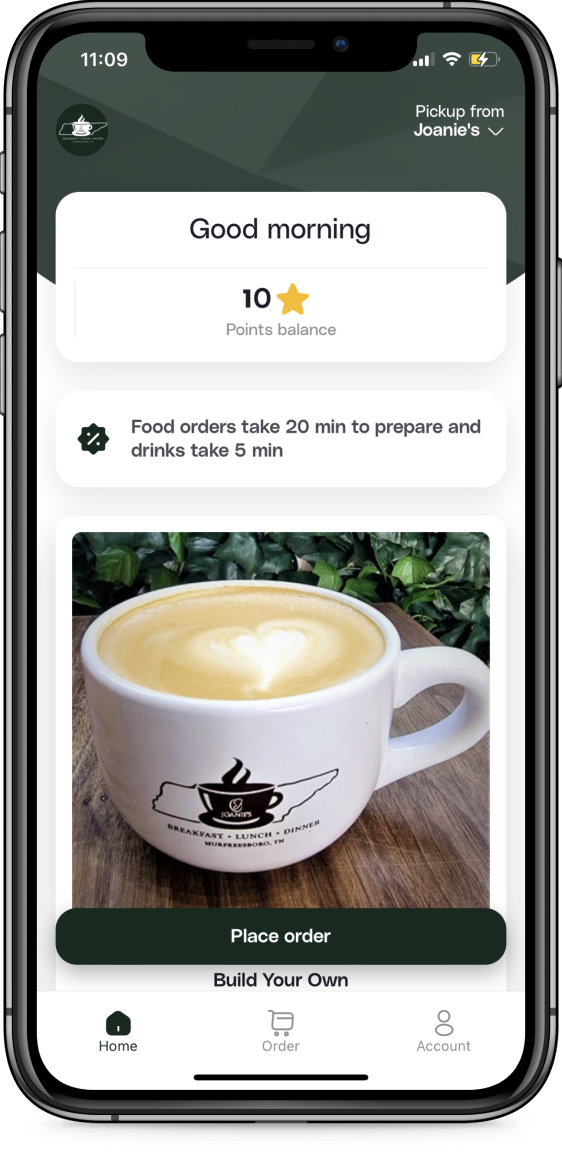 11:09
Pickup from
Joanie's
Good morning
10
Points balance
Food orders take 20 min to prepare and
drinks take 5 min
JOANIE'S
BREAKFAST • LUNCH • DINNER
MURFREESBORO, TN
Place order
Build Your Own
Home
Order
Account